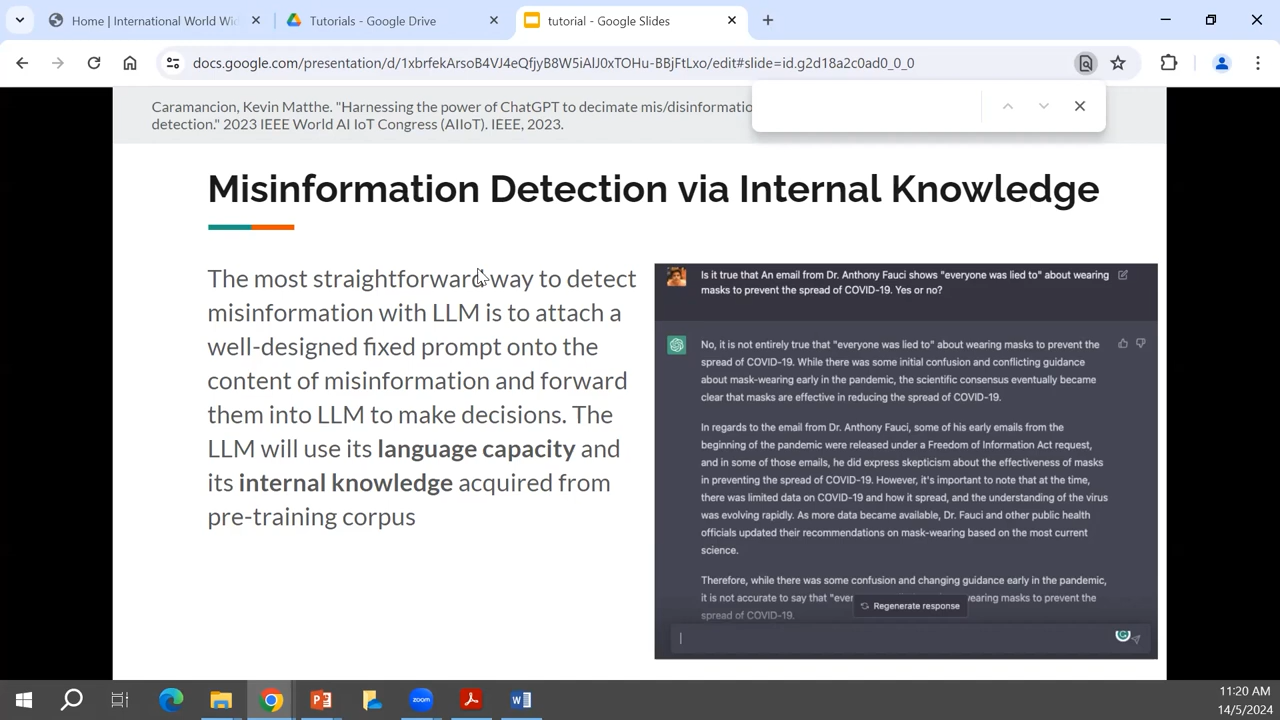 Home | International World Wi
Tutorials - Google Drive
tutorial - Google Slides
docs.google.com/presentation/d/1xbrfekArsoB4VJ4eQfjyB8W5iAlJ0xTOHu-BBjFtLxo/edit#slide=id.g2d18a2c0ad0_0_0
Caramancion, Kevin Matthe. "Harnessing the power of ChatGPT to decimate mis/disinformatio
detection." 2023 IEEE World AI IoT Congress (AIIoT). IEEE, 2023.
Misinformation Detection via Internal Knowledge
The most straightforward way to detect
misinformation with LLM is to attach a
well-designed fixed prompt onto the
content of misinformation and forward
them into LLM to make decisions. The
LLM will use its language capacity and
its internal knowledge acquired from
pre-training corpus
Is it true that An email from Dr. Anthony Fauci shows "everyone was lied to" about wearing
masks to prevent the spread of COVID-19. Yes or no?
No, it is not entirely true that "everyone was lied to" about wearing masks to prevent the
spread of COVID-19. While there was some initial confusion and conflicting guidance
about mask-wearing early in the pandemic, the scientific consensus eventually became
clear that masks are effective in reducing the spread of COVID-19.
In regards to the email from Dr. Anthony Fauci, some of his early emails from the
beginning of the pandemic were released under a Freedom of Information Act request,
and in some of those emails, he did express skepticism about the effectiveness of masks
in preventing the spread of COVID-19. However, it's important to note that at the time,
there was limited data on COVID-19 and how it spread, and the understanding of the virus
was evolving rapidly. As more data became available, Dr. Fauci and other public health
officials updated their recommendations on mask-wearing based on the most current
science.
Therefore, while there was some confusion and changing guidance early in the pandemic,
it is not accurate to say that "ever wearing masks to prevent the
Regenerate response
spread of COVID-19.
zoom
11:20 AM
14/5/2024